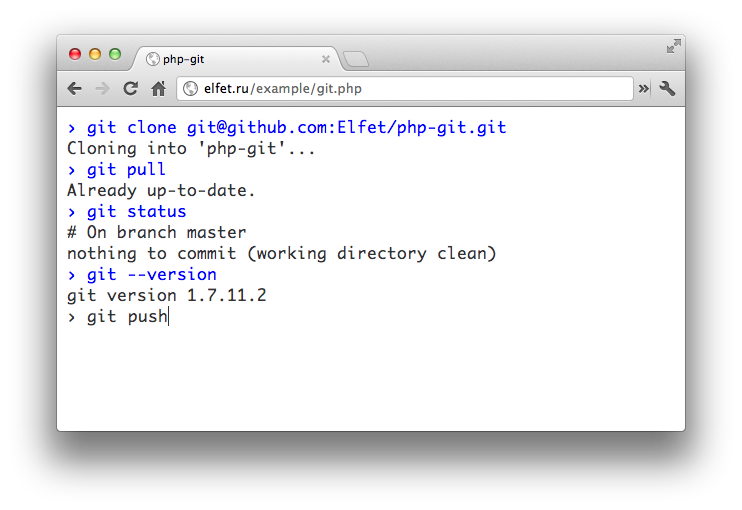 php-git
elfet.ru/example/git.php
› git clone git@github.com:Elfet/php-git.git
Cloning into 'php-git'...
› git pull
Already up-to-date.
› git status
# On branch master
nothing to commit (working directory clean)
› git --version
git version 1.7.11.2
› git push